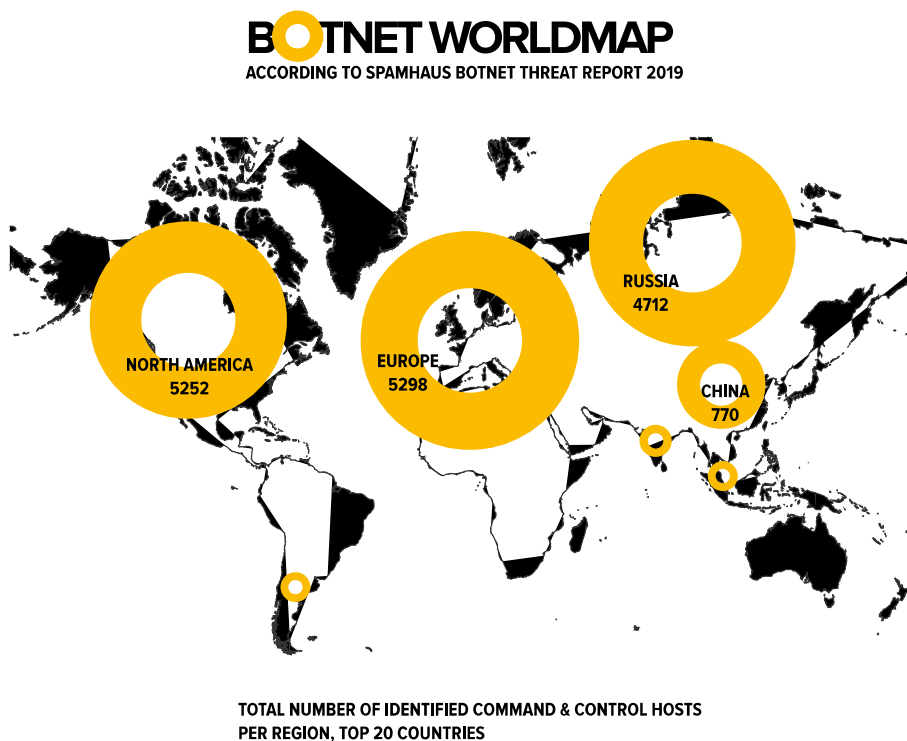 BOTNET WORLDMAP
ACCORDING TO SPAMHAUS BOTNET THREAT REPORT 2019
RUSSIA
4712
NORTH AMERICA
5252
EUROPE
5298
CHINA
770
TOTAL NUMBER OF IDENTIFIED COMMAND & CONTROL HOSTS
PER REGION, TOP 20 COUNTRIES